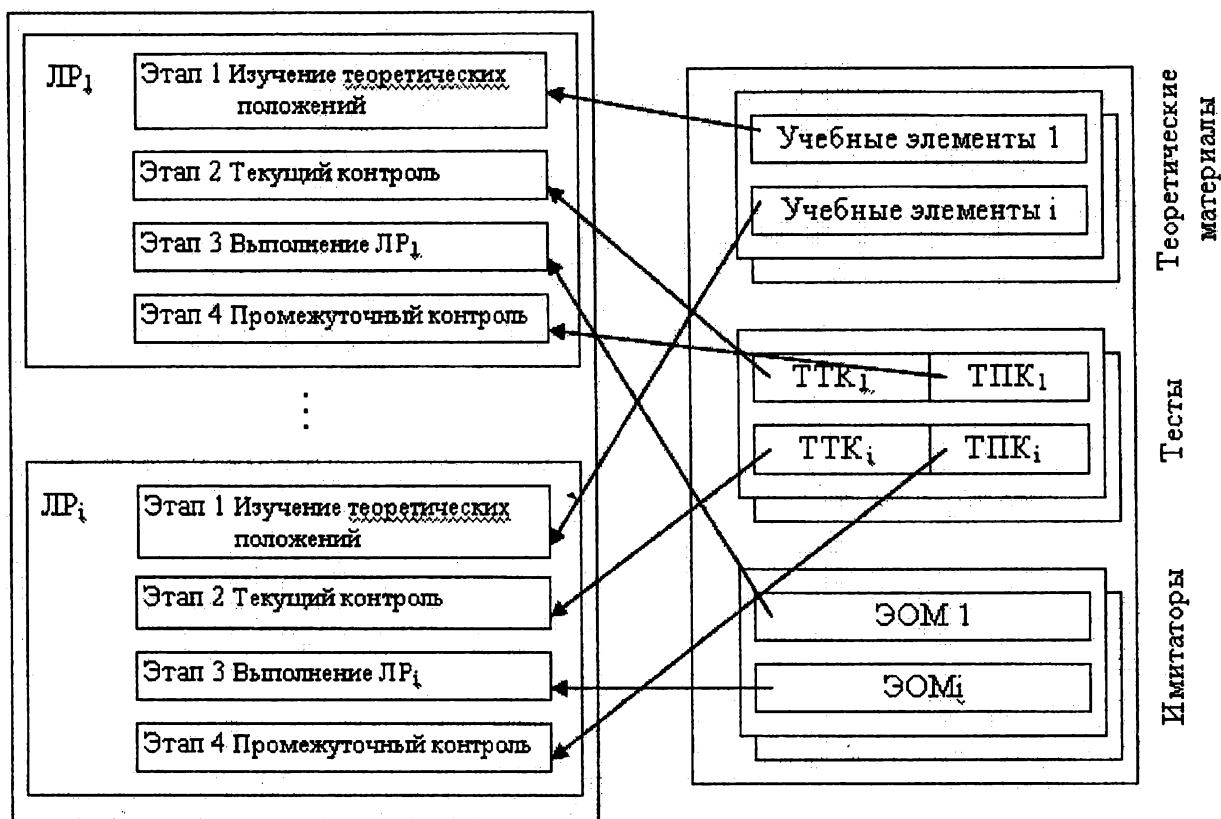 ЛР₁
Этап 1 Изучение теоретических
положений
Этап 2 Текущий контроль
Этап 3 Выполнение ЛР₁
Этап 4 Промежуточный контроль
⋮
ЛРᵢ
Этап 1 Изучение теоретических
положений
Этап 2 Текущий контроль
Этап 3 Выполнение ЛРᵢ
Этап 4 Промежуточный контроль
Учебные элементы 1
Учебные элементы i
Теоретические
материалы
ТТК₁ ТПК₁
ТТКᵢ ТПКᵢ
Тесты
ЭОМ 1
ЭОМi
Имитаторы